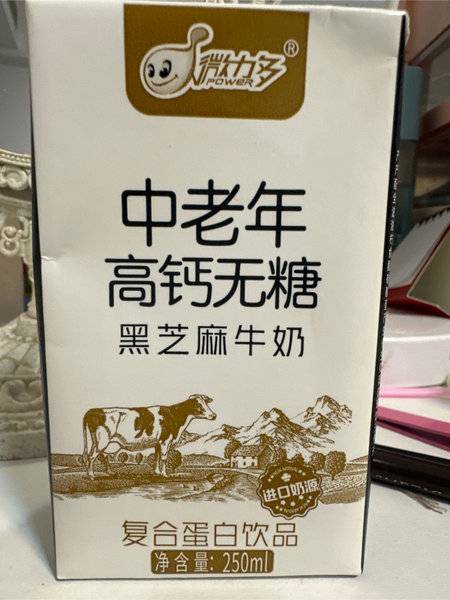 微力多®
POWER
中老年
高钙无糖
黑芝麻牛奶
进口奶源
复合蛋白饮品
净含量: 250ml